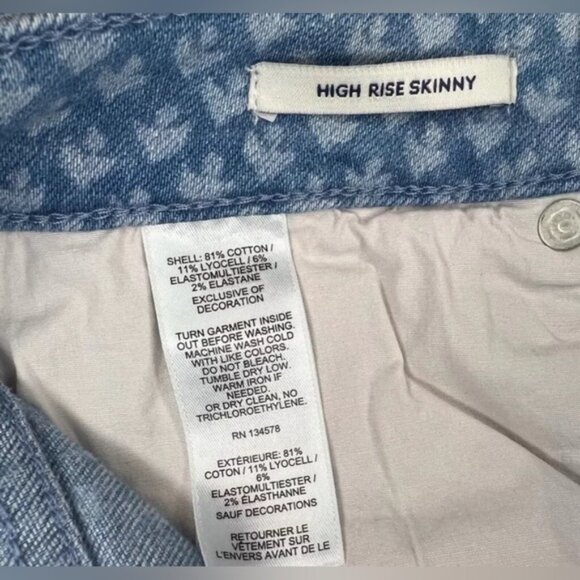 HIGH RISE SKINNY
SHELL: 81% COTTON /
11% LYOCELL / 6%
ELASTOMULTIESTER /
2% ELASTANE
EXCLUSIVE OF
DECORATION
TURN GARMENT INSIDE
OUT BEFORE WASHING.
MACHINE WASH COLD
WITH LIKE COLORS.
DO NOT BLEACH.
TUMBLE DRY LOW.
WARM IRON IF
NEEDED.
OR DRY CLEAN, NO
TRICHLOROETHYLENE.
RN 134578
EXTÉRIEURE: 81%
COTON / 11% LYOCELL /
6%
ELASTOMULTIESTER /
2% ÉLASTHANNE
SAUF DECORATIONS
RETOURNER LE
VÊTEMENT SUR
L'ENVERS AVANT DE LE